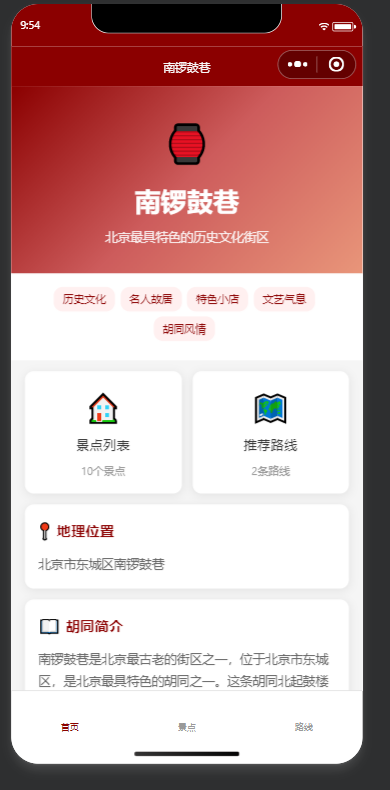 9:54
南锣鼓巷
南锣鼓巷
北京最具特色的历史文化街区
历史文化 名人故居 特色小店 文艺气息
胡同风情
景点列表 推荐路线
10个景点 2条路线
地理位置
北京市东城区南锣鼓巷
胡同简介
南锣鼓巷是北京最古老的街区之一，位于北京市东城
区，是北京最具特色的胡同之一。这条胡同北起鼓楼
首页 景点 路线